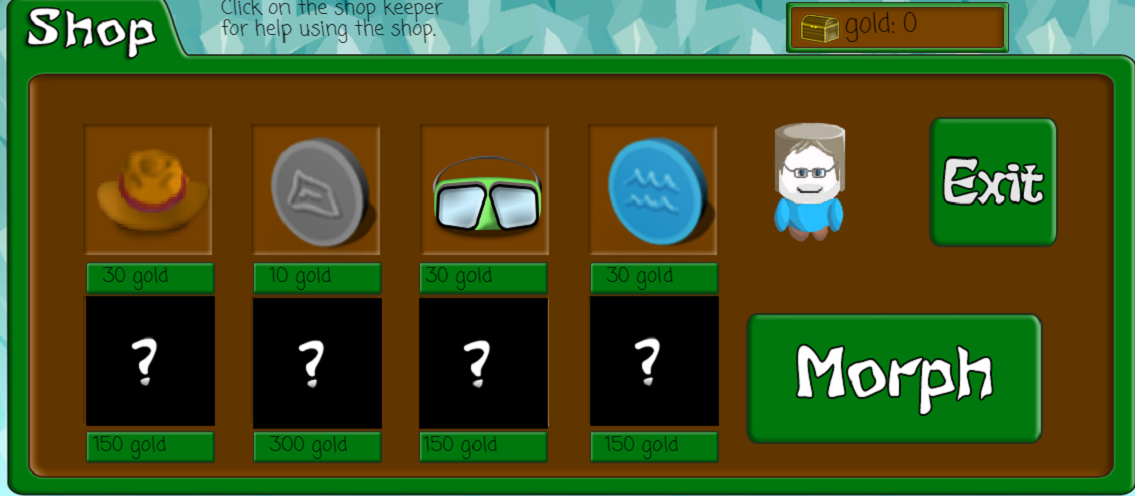 Shop
Click on the shop keeper
for help using the shop.
gold: 0
Exit
30 gold
10 gold
30 gold
30 gold
?
?
?
?
Morph
150 gold
300 gold
150 gold
150 gold